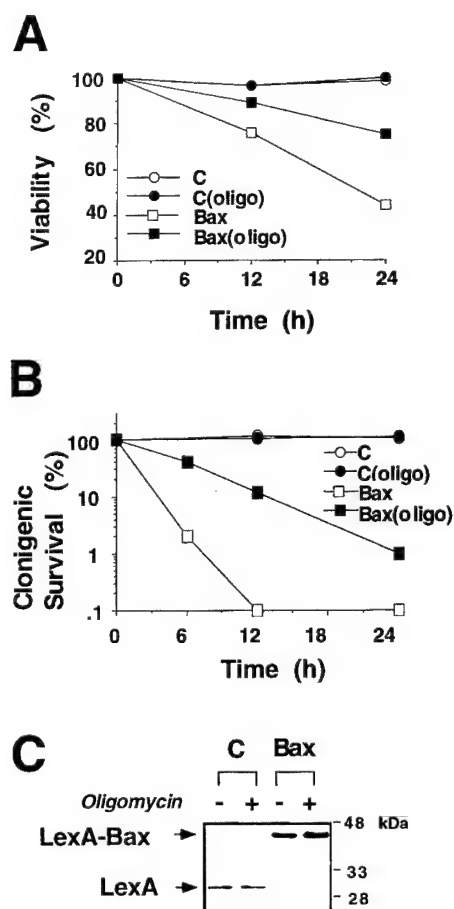 A
Viability (%)
100
80
60
40
20
C
C(oligo)
Bax
Bax(oligo)
0
12
24
Time (h)
B
Clonigenic
Survival (%)
100
10
1
.1
C
C(oligo)
Bax
Bax(oligo)
0
6
12
18
24
Time (h)
C
C Bax
Oligomycin - + - +
LexA-Bax
48 kDa
33
LexA
28